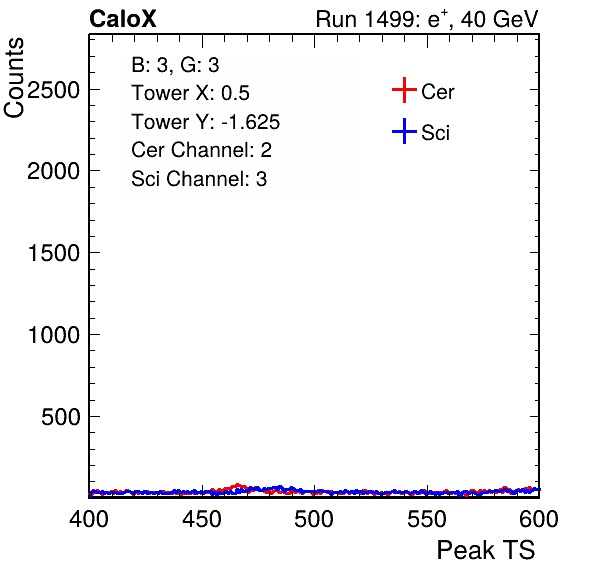 CaloX Run 1499: e⁺, 40 GeV
Counts
B: 3, G: 3
Tower X: 0.5
Tower Y: -1.625
Cer Channel: 2
Sci Channel: 3
Cer
Sci
2500
2000
1500
1000
500
400 450 500 550 600
Peak TS